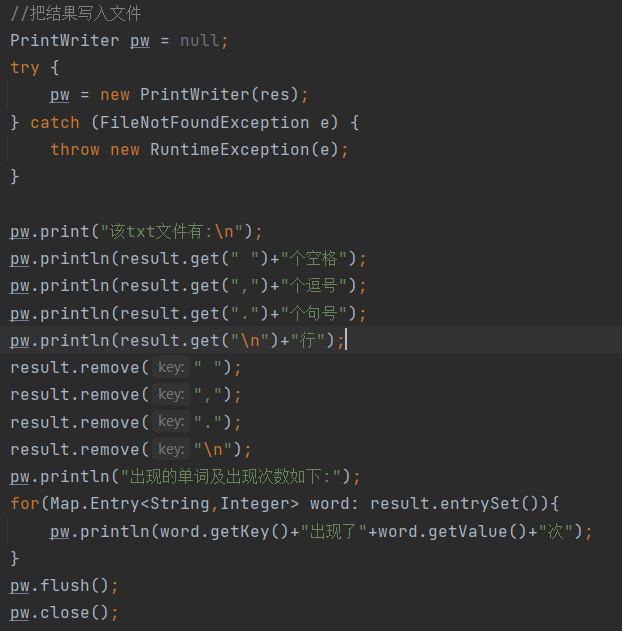 //把结果写入文件
PrintWriter pw = null;
try {
pw = new PrintWriter(res);
} catch (FileNotFoundException e) {
throw new RuntimeException(e);
}
pw.print("该txt文件有:\n");
pw.println(result.get(" ")+"个空格");
pw.println(result.get(",")+"个逗号");
pw.println(result.get(".")+"个句号");
pw.println(result.get("\n")+"行");
result.remove( key: " ");
result.remove( key: ",");
result.remove( key: ".");
result.remove( key: "\n");
pw.println("出现的单词及出现次数如下:");
for(Map.Entry<String,Integer> word: result.entrySet()){
pw.println(word.getKey()+"出现了"+word.getValue()+"次");
}
pw.flush();
pw.close();